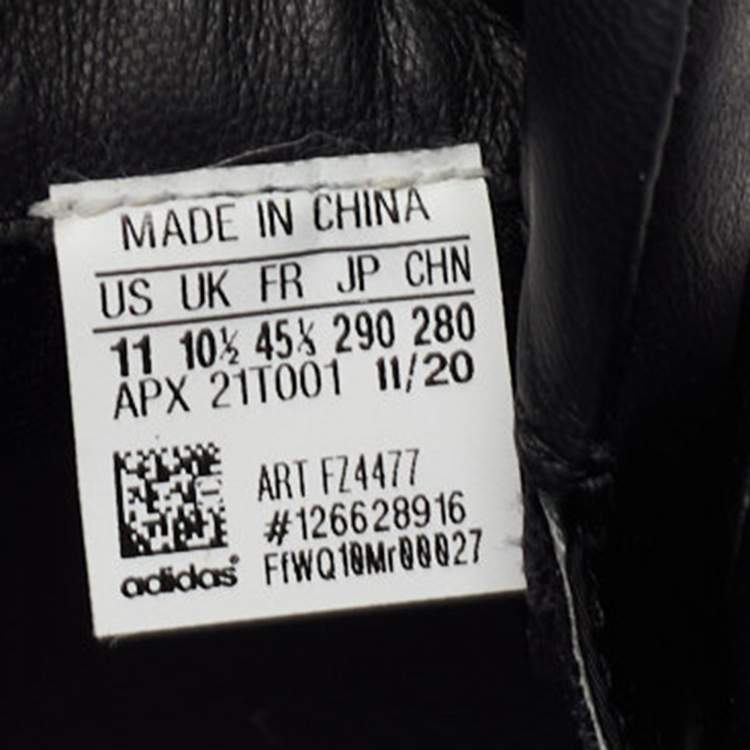 MADE IN CHINA
US UK FR JP CHN
11 10½ 45⅓ 290 280
APX 21T001 11/20
ART FZ4477
#126628916
FfWQ10Mr00027
adidas®